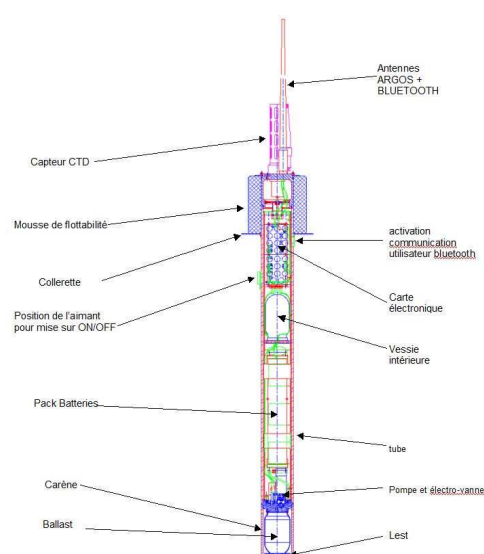 Antennes
ARGOS +
BLUETOOTH
Capteur CTD
Mousse de flottabilité
activation
communication
utilisateur bluetooth
Collerette
Carte
électronique
Position de l'aimant
pour mise sur ON/OFF
Vessie
intérieure
Pack Batteries
tube
Carène
Pompe et électro-vanne
Ballast
Lest